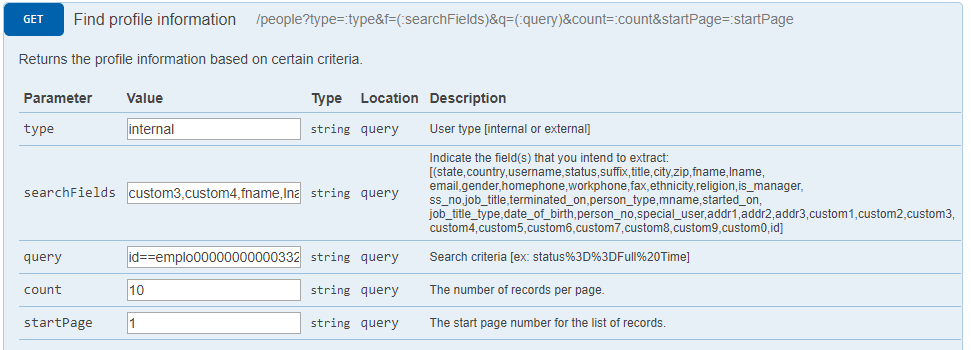 GET Find profile information /people?type=:type&f=(:searchFields)&q=(:query)&count=:count&startPage=:startPage
Returns the profile information based on certain criteria.
Parameter Value Type Location Description
type internal string query User type [internal or external]
Indicate the field(s) that you intend to extract:
[(state,country,username,status,suffix,title,city,zip,fname,lname,
email,gender,homephone,workphone,fax,ethnicity,religion,is_manager,
searchFields custom3,custom4,fname,lna string query ss_no,job_title,terminated_on,person_type,mname,started_on,
job_title_type,date_of_birth,person_no,special_user,addr1,addr2,addr3,custom1,custom2,custom3,
custom4,custom5,custom6,custom7,custom8,custom9,custom0,id]
query id==emplo00000000000332 string query Search criteria [ex: status%3D%3DFull%20Time]
count 10 string query The number of records per page.
startPage 1 string query The start page number for the list of records.